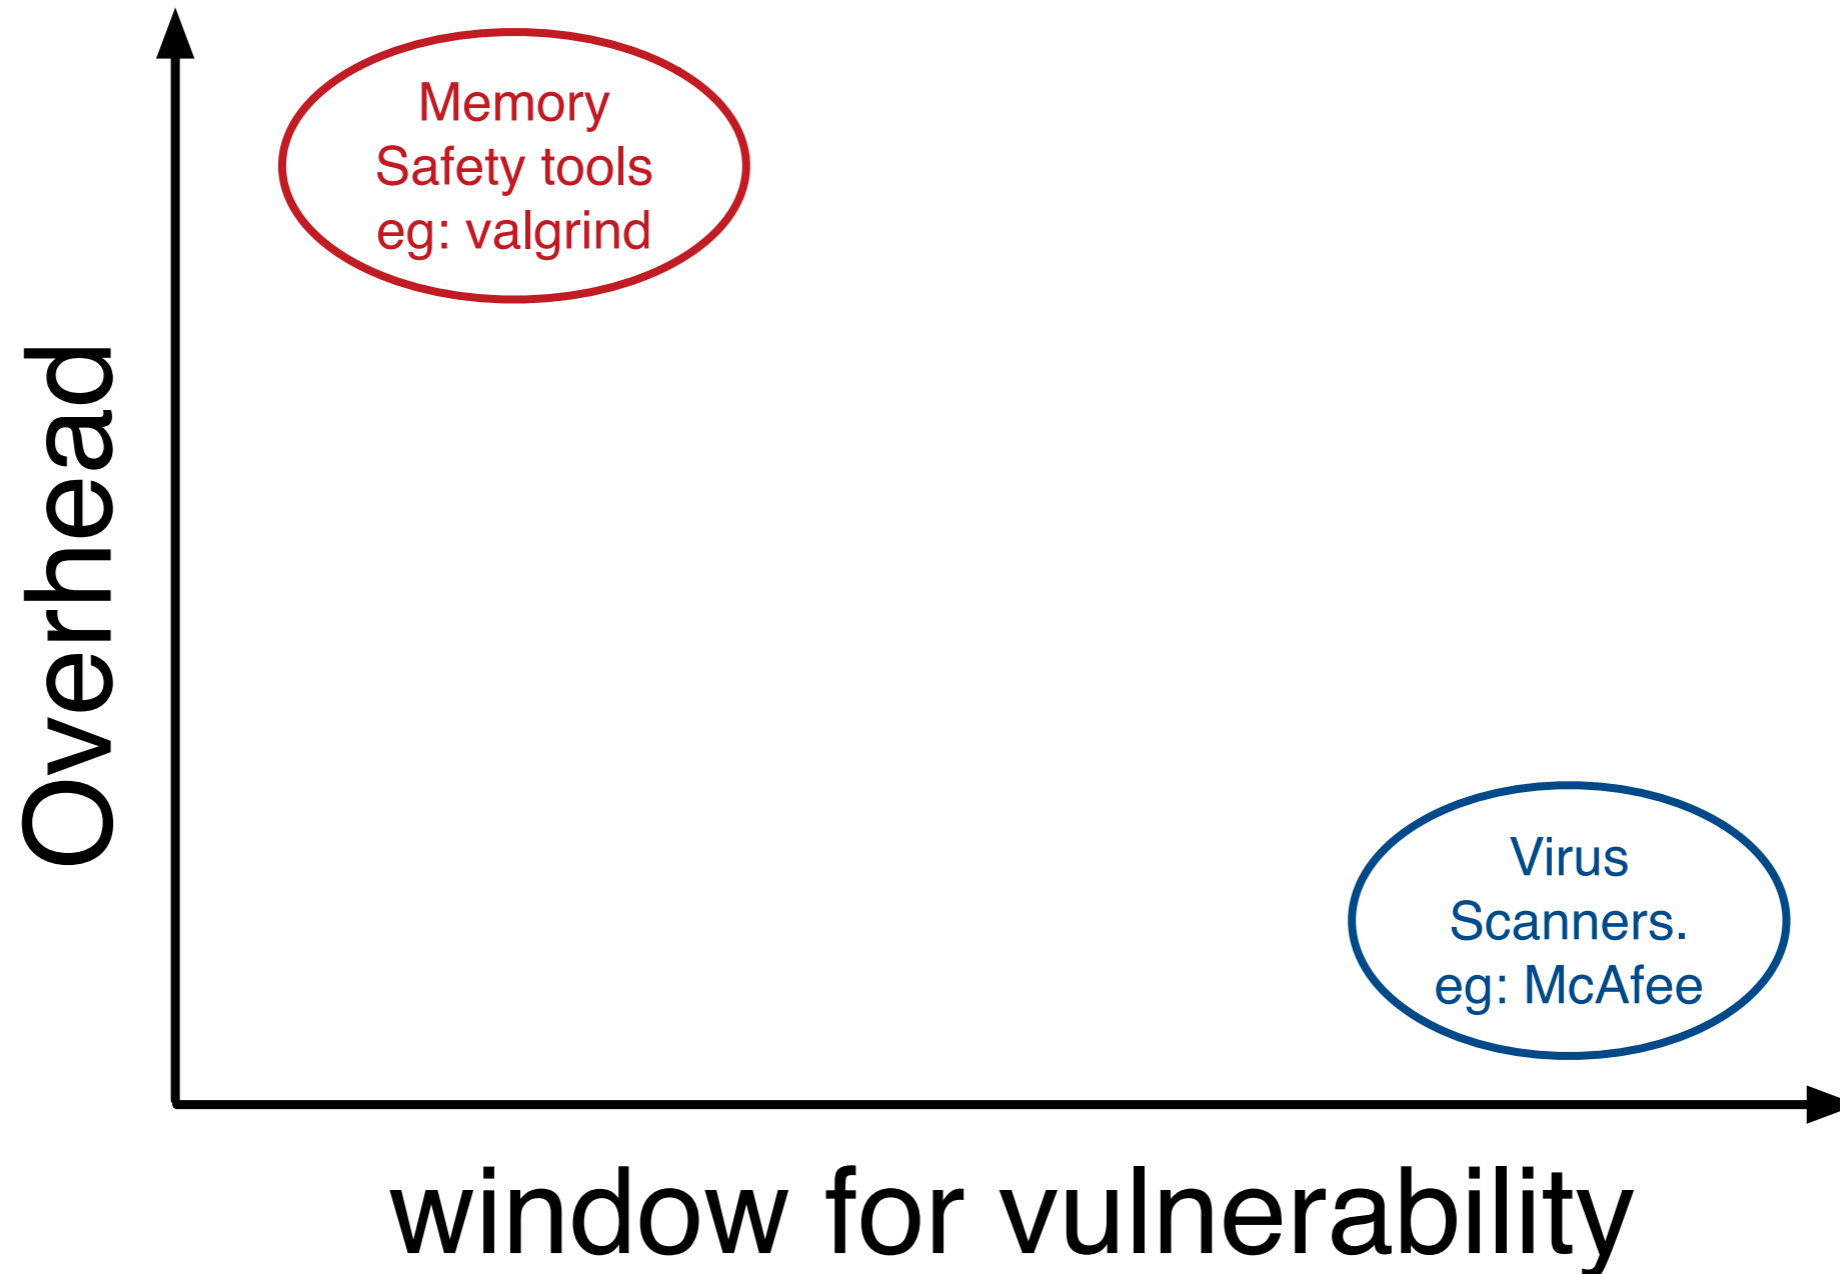 Memory
Safety tools
eg: valgrind
Overhead
Virus
Scanners.
eg: McAfee
window for vulnerability